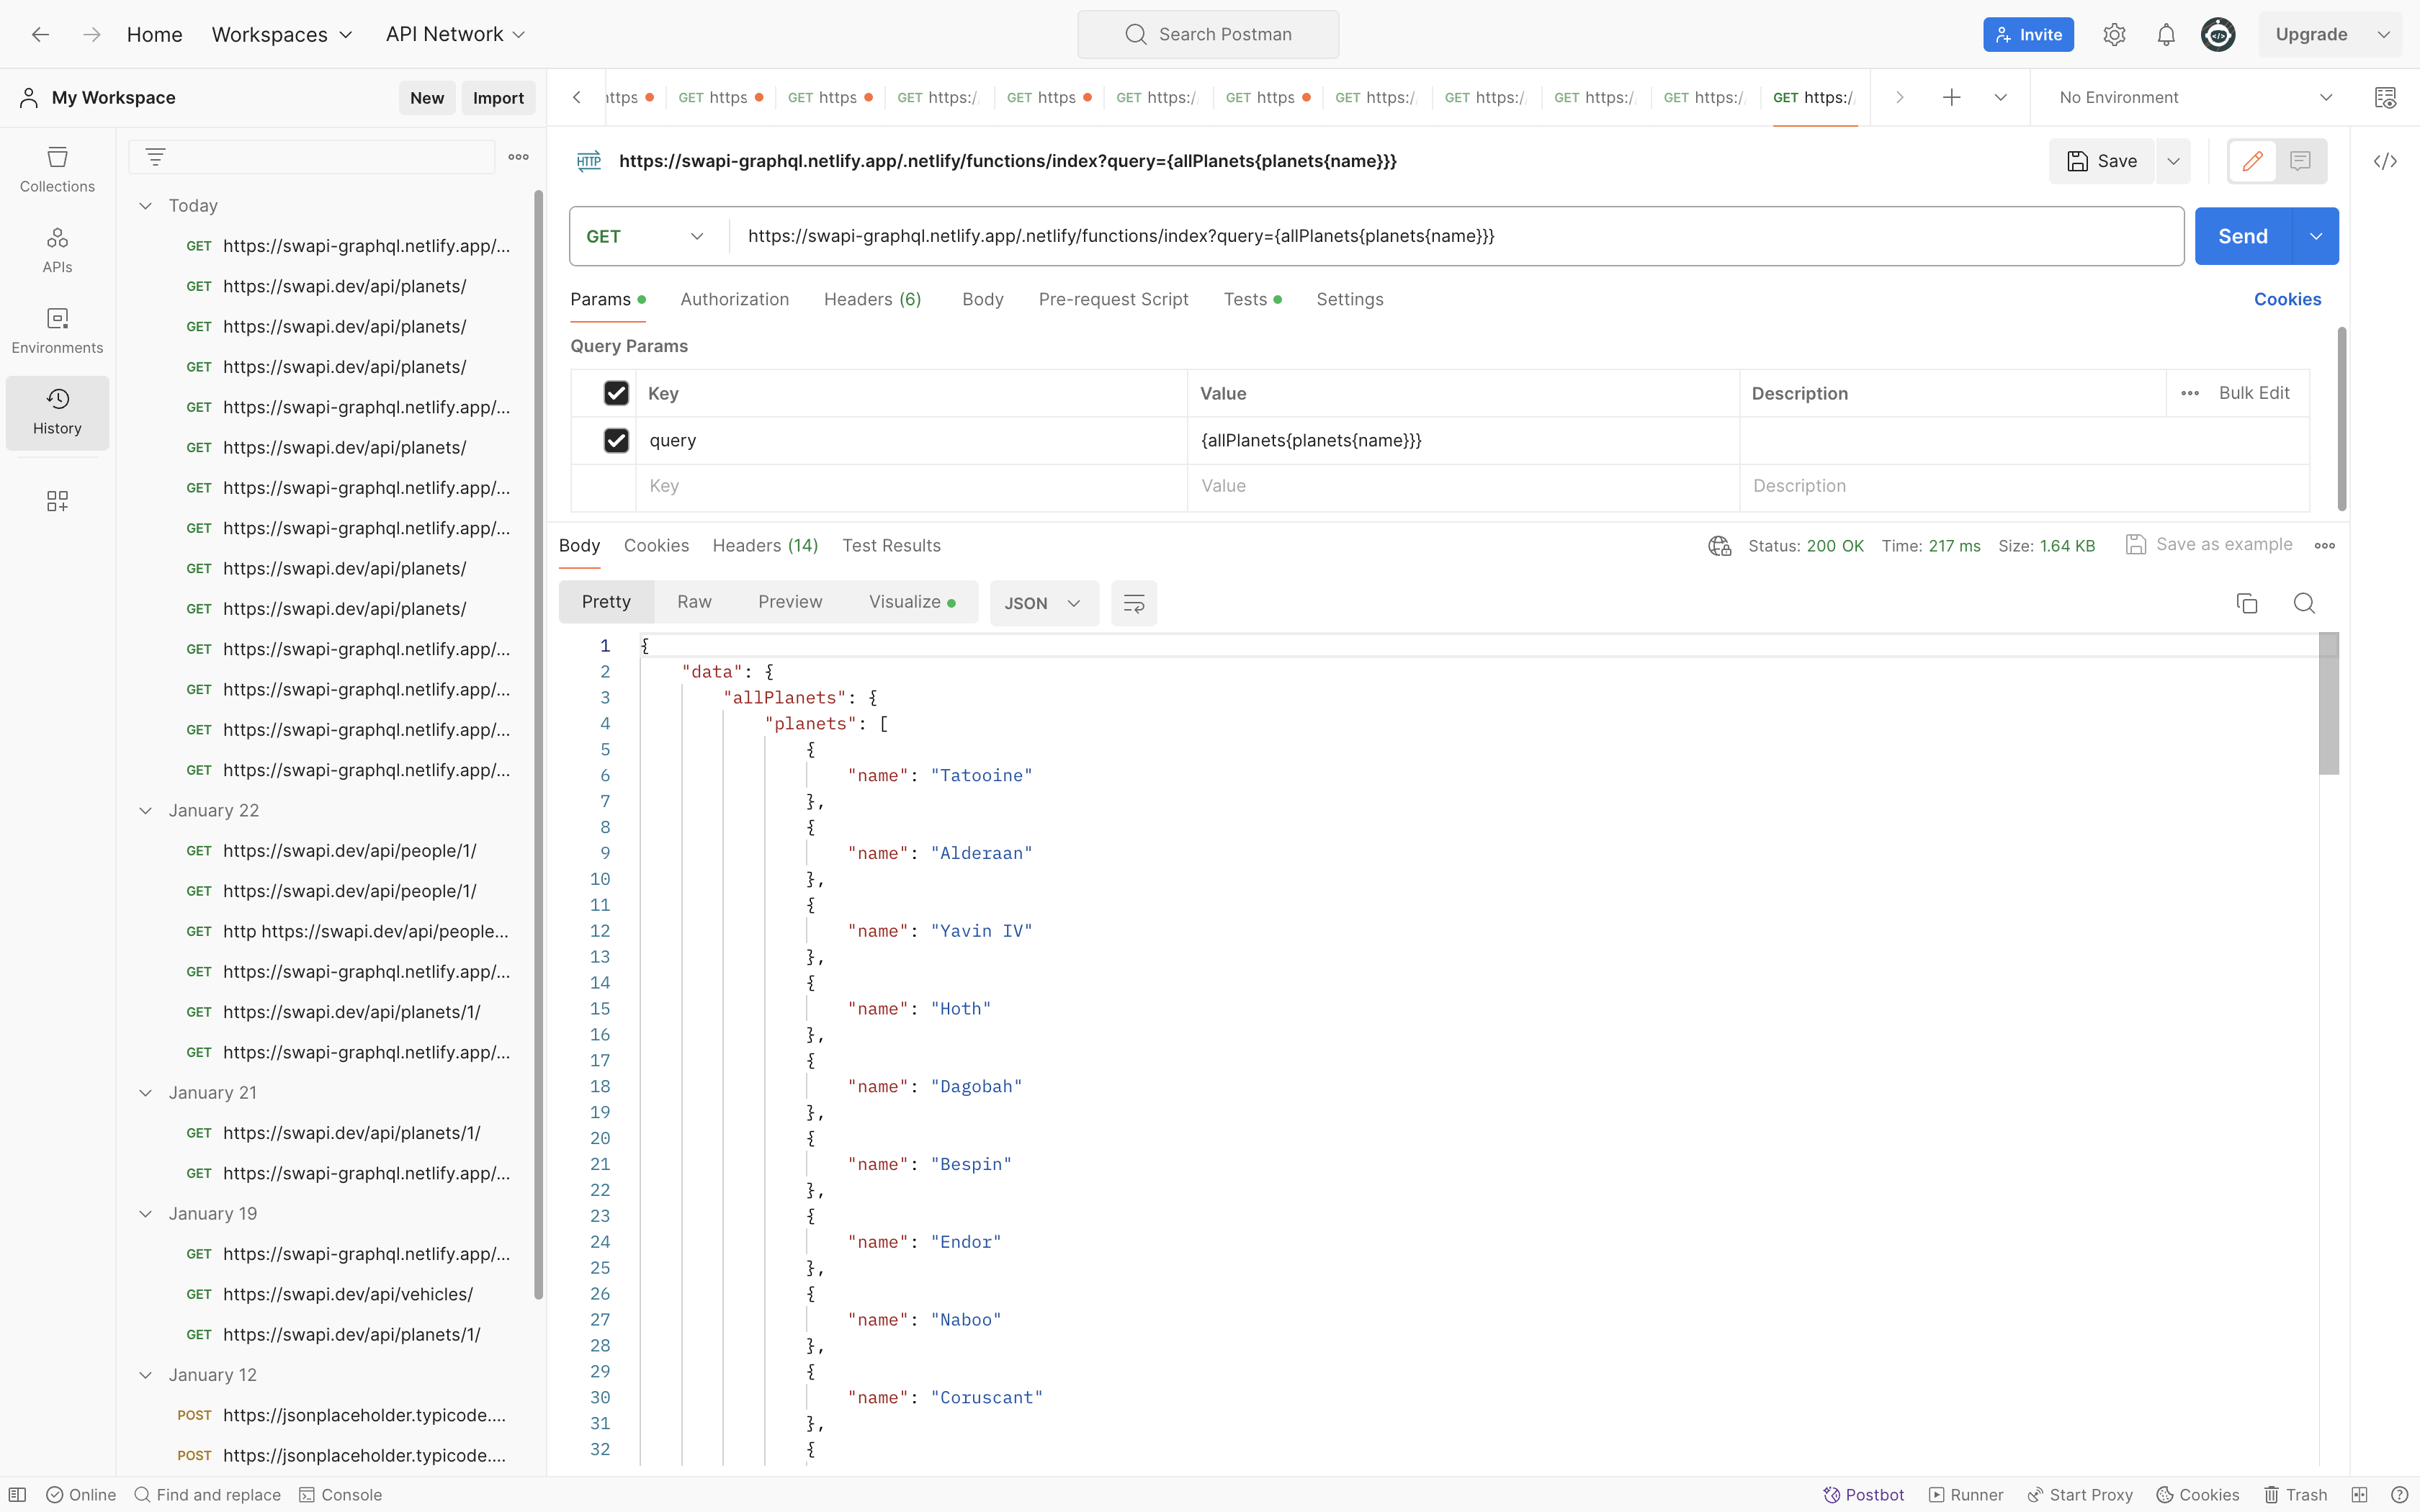 Home Workspaces API Network Search Postman Invite Upgrade
My Workspace New Import
ttps GET https GET https GET https:/ GET https GET https:/ GET https GET https:/ GET https:/ GET https:/ GET https:/ GET https:/ No Environment
Collections
APIs
Environments
History
Today
GET https://swapi-graphql.netlify.app/...
GET https://swapi.dev/api/planets/
GET https://swapi.dev/api/planets/
GET https://swapi.dev/api/planets/
GET https://swapi-graphql.netlify.app/...
GET https://swapi.dev/api/planets/
GET https://swapi-graphql.netlify.app/...
GET https://swapi-graphql.netlify.app/...
GET https://swapi.dev/api/planets/
GET https://swapi.dev/api/planets/
GET https://swapi-graphql.netlify.app/...
GET https://swapi-graphql.netlify.app/...
GET https://swapi-graphql.netlify.app/...
GET https://swapi-graphql.netlify.app/...
January 22
GET https://swapi.dev/api/people/1/
GET https://swapi.dev/api/people/1/
GET http https://swapi.dev/api/people...
GET https://swapi-graphql.netlify.app/...
GET https://swapi.dev/api/planets/1/
GET https://swapi-graphql.netlify.app/...
January 21
GET https://swapi.dev/api/planets/1/
GET https://swapi-graphql.netlify.app/...
January 19
GET https://swapi-graphql.netlify.app/...
GET https://swapi.dev/api/vehicles/
GET https://swapi.dev/api/planets/1/
January 12
POST https://jsonplaceholder.typicode....
POST https://jsonplaceholder.typicode....
HTTP https://swapi-graphql.netlify.app/.netlify/functions/index?query={allPlanets{planets{name}}} Save
GET https://swapi-graphql.netlify.app/.netlify/functions/index?query={allPlanets{planets{name}}} Send
Params Authorization Headers (6) Body Pre-request Script Tests Settings Cookies
Query Params
Key Value Description Bulk Edit
query {allPlanets{planets{name}}}
Key Value Description
Body Cookies Headers (14) Test Results Status: 200 OK Time: 217 ms Size: 1.64 KB Save as example
Pretty Raw Preview Visualize JSON
1 {
2 "data": {
3 "allPlanets": {
4 "planets": [
5 {
6 "name": "Tatooine"
7 },
8 {
9 "name": "Alderaan"
10 },
11 {
12 "name": "Yavin IV"
13 },
14 {
15 "name": "Hoth"
16 },
17 {
18 "name": "Dagobah"
19 },
20 {
21 "name": "Bespin"
22 },
23 {
24 "name": "Endor"
25 },
26 {
27 "name": "Naboo"
28 },
29 {
30 "name": "Coruscant"
31 },
32 {
Online Find and replace Console Postbot Runner Start Proxy Cookies Trash